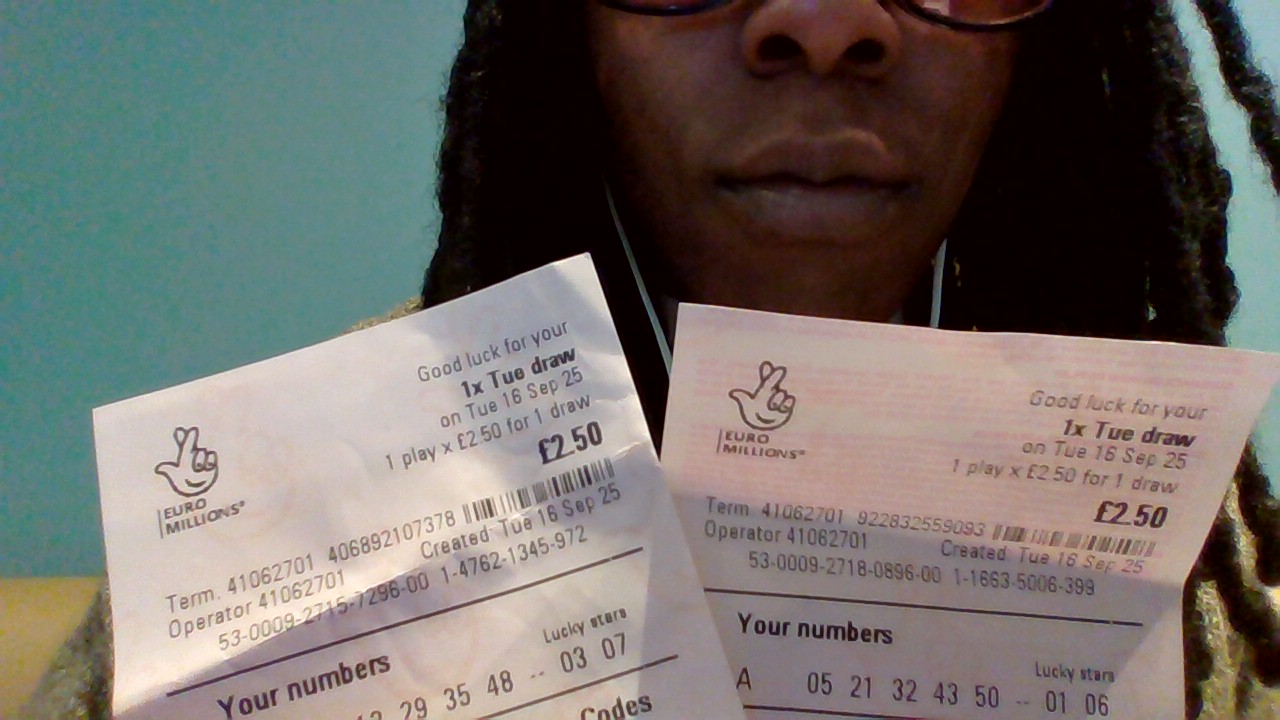 Good luck for your
1x Tue draw
on Tue 16 Sep 25
1 play x £2.50 for 1 draw
£2.50
EURO
MILLIONS®
Term. 41062701 406892107378
Created Tue 16 Sep 25
Operator 41062701
53-0009-2715-7296-00 1-4762-1345-972
Your numbers
Lucky stars
29 35 48 -- 03 07
Codes
Good luck for your
1x Tue draw
on Tue 16 Sep 25
1 play x £2.50 for 1 draw
£2.50
EURO
MILLIONS®
Term. 41062701 922832559093
Operator 41062701 Created Tue 16 Sep 25
53-0009-2718-0896-00 1-1663-5006-399
Your numbers
Lucky stars
A 05 21 32 43 50 -- 01 06